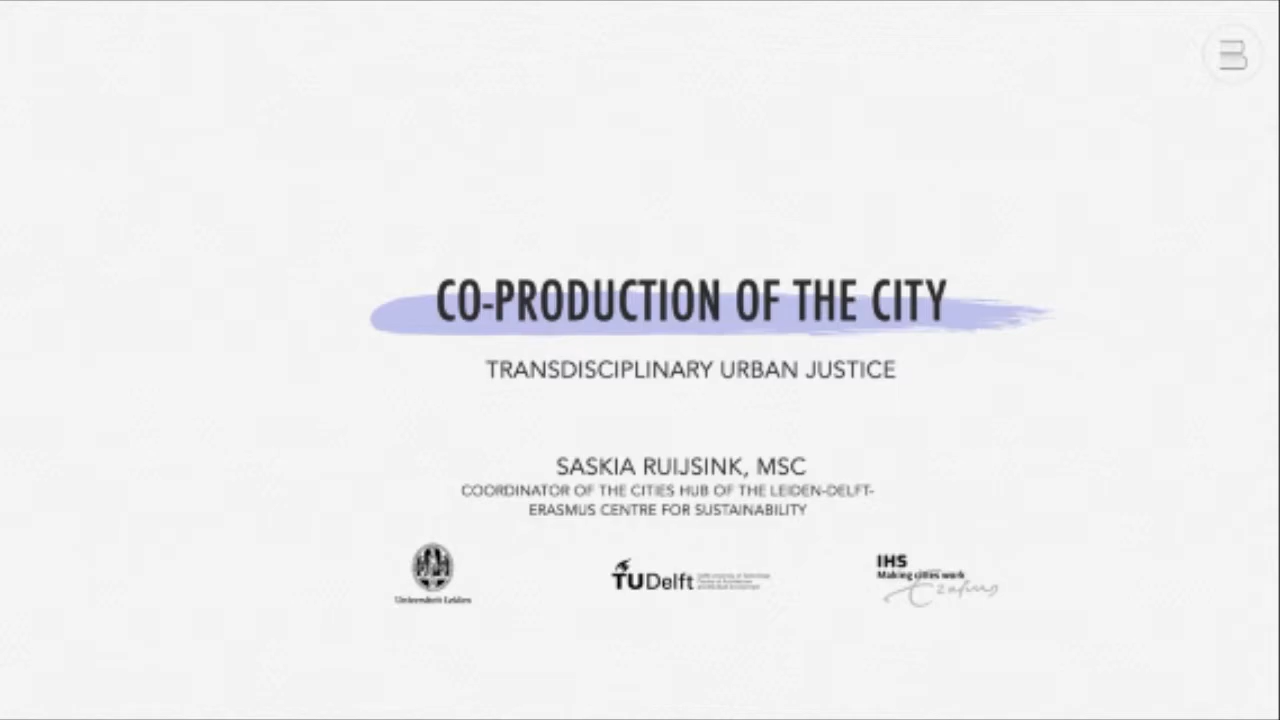 CO-PRODUCTION OF THE CITY
TRANSDISCIPLINARY URBAN JUSTICE
SASKIA RUIJSINK, MSC
COORDINATOR OF THE CITIES HUB OF THE LEIDEN-DELFT-
ERASMUS CENTRE FOR SUSTAINABILITY
Universiteit Leiden
TUDelft
IHS
Making cities work
Erasmus